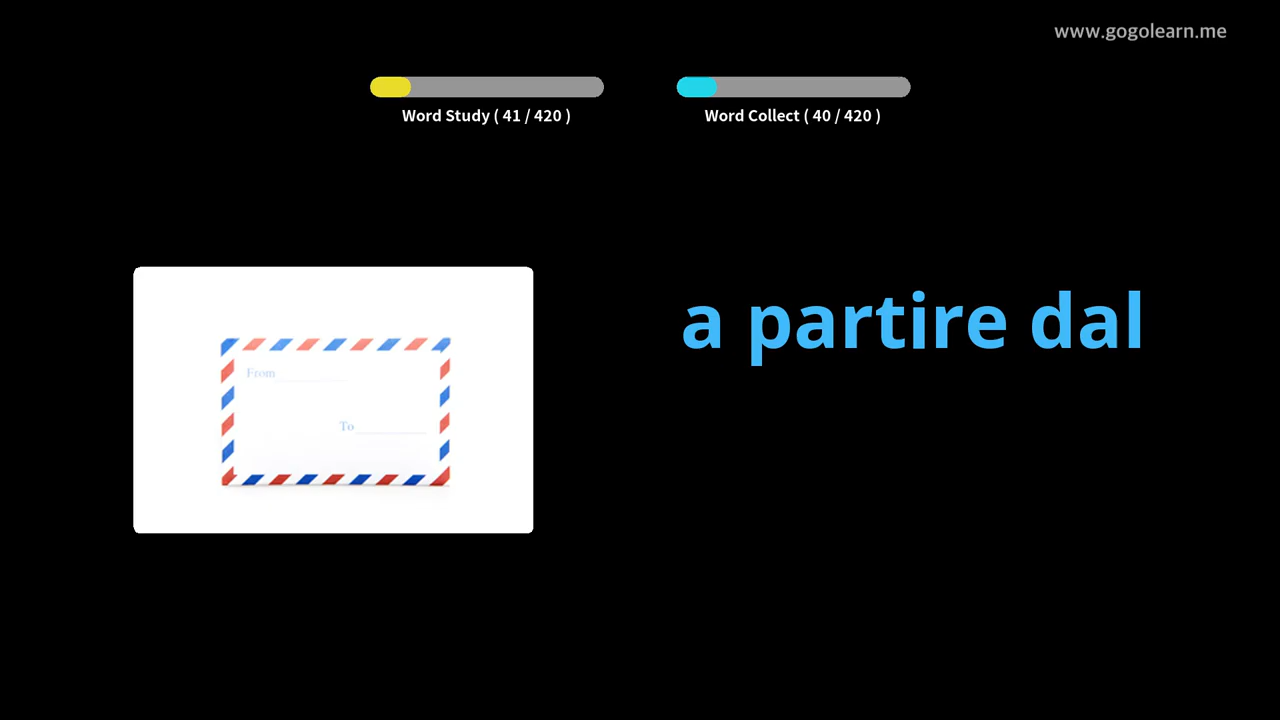 www.gogolearn.me
Word Study ( 41 / 420 )
Word Collect ( 40 / 420 )
a partire dal
From
To